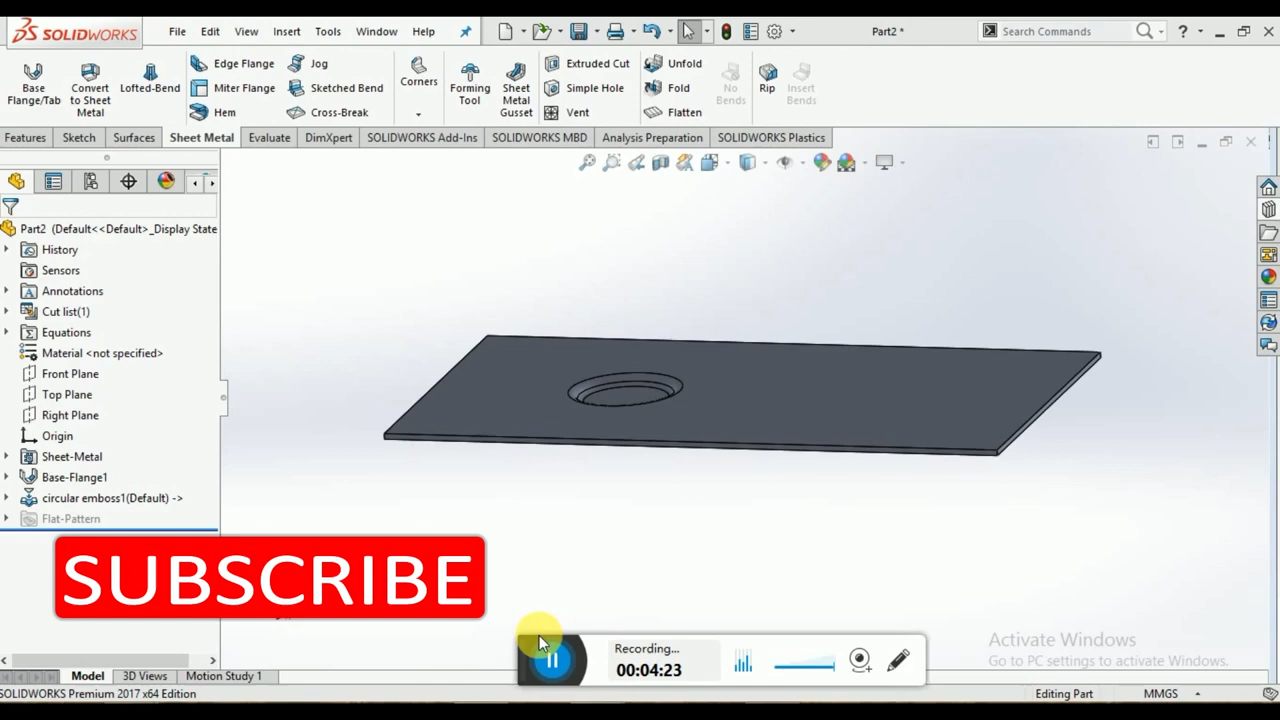 SOLIDWORKS File Edit View Insert Tools Window Help Part2 * Search Commands ?
Base Flange/Tab
Convert to Sheet Metal
Lofted-Bend
Edge Flange
Miter Flange
Hem
Jog
Sketched Bend
Cross-Break
Corners
Forming Tool
Sheet Metal Gusset
Extruded Cut
Simple Hole
Vent
Unfold
Fold
Flatten
No Bends
Rip
Insert Bends
Features Sketch Surfaces Sheet Metal Evaluate DimXpert SOLIDWORKS Add-Ins SOLIDWORKS MBD Analysis Preparation SOLIDWORKS Plastics
Part2 (Default<<Default>_Display State
History
Sensors
Annotations
Cut list(1)
Equations
Material <not specified>
Front Plane
Top Plane
Right Plane
Origin
Sheet-Metal
Base-Flange1
circular emboss1(Default) ->
Flat-Pattern
SUBSCRIBE
Recording...
00:04:23
Activate Windows
Go to PC settings to activate Windows.
Model 3D Views Motion Study 1
SOLIDWORKS Premium 2017 x64 Edition Editing Part MMGS